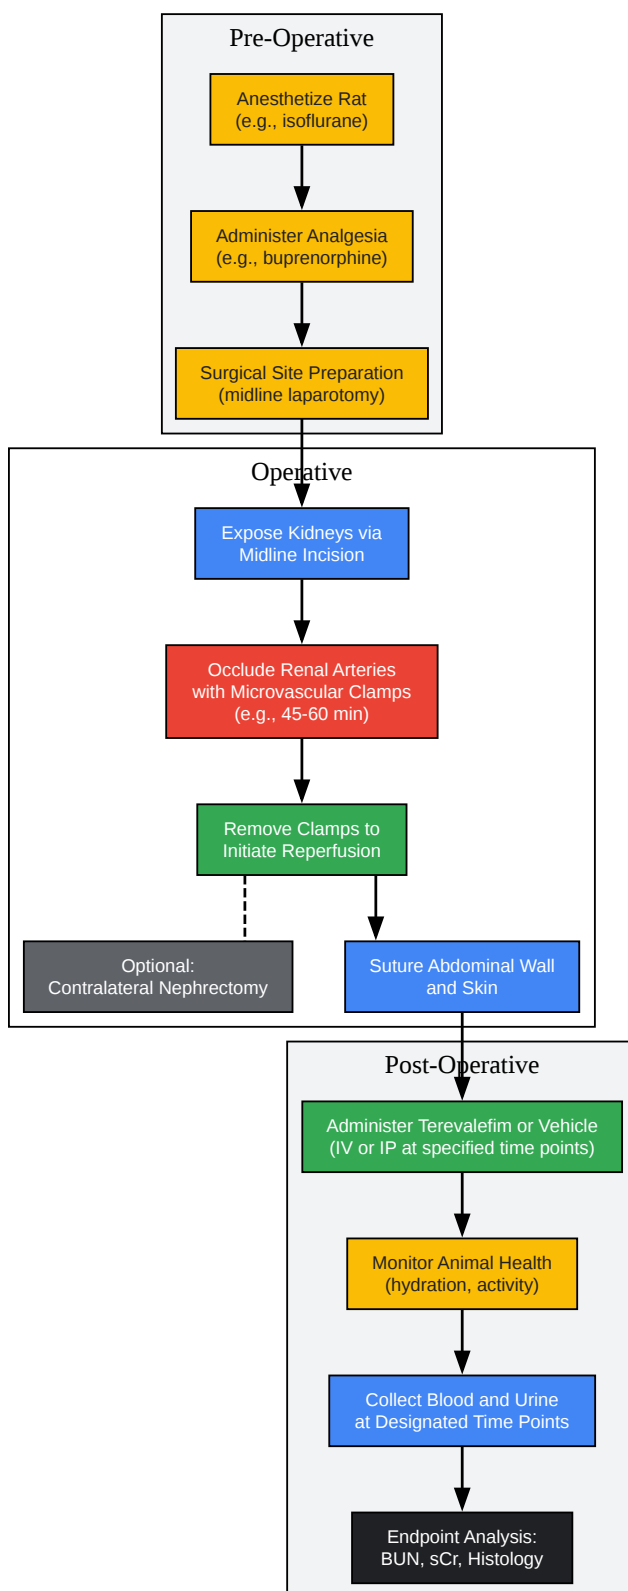 Pre-Operative
Anesthetize Rat
(e.g., isoflurane)
Administer Analgesia
(e.g., buprenorphine)
Surgical Site Preparation
(midline laparotomy)
Operative
Expose Kidneys via
Midline Incision
Occlude Renal Arteries
with Microvascular Clamps
(e.g., 45-60 min)
Remove Clamps to
Initiate Reperfusion
Optional:
Contralateral Nephrectomy
Suture Abdominal Wall
and Skin
Post-Operative
Administer Terevalefim or Vehicle
(IV or IP at specified time points)
Monitor Animal Health
(hydration, activity)
Collect Blood and Urine
at Designated Time Points
Endpoint Analysis:
BUN, sCr, Histology